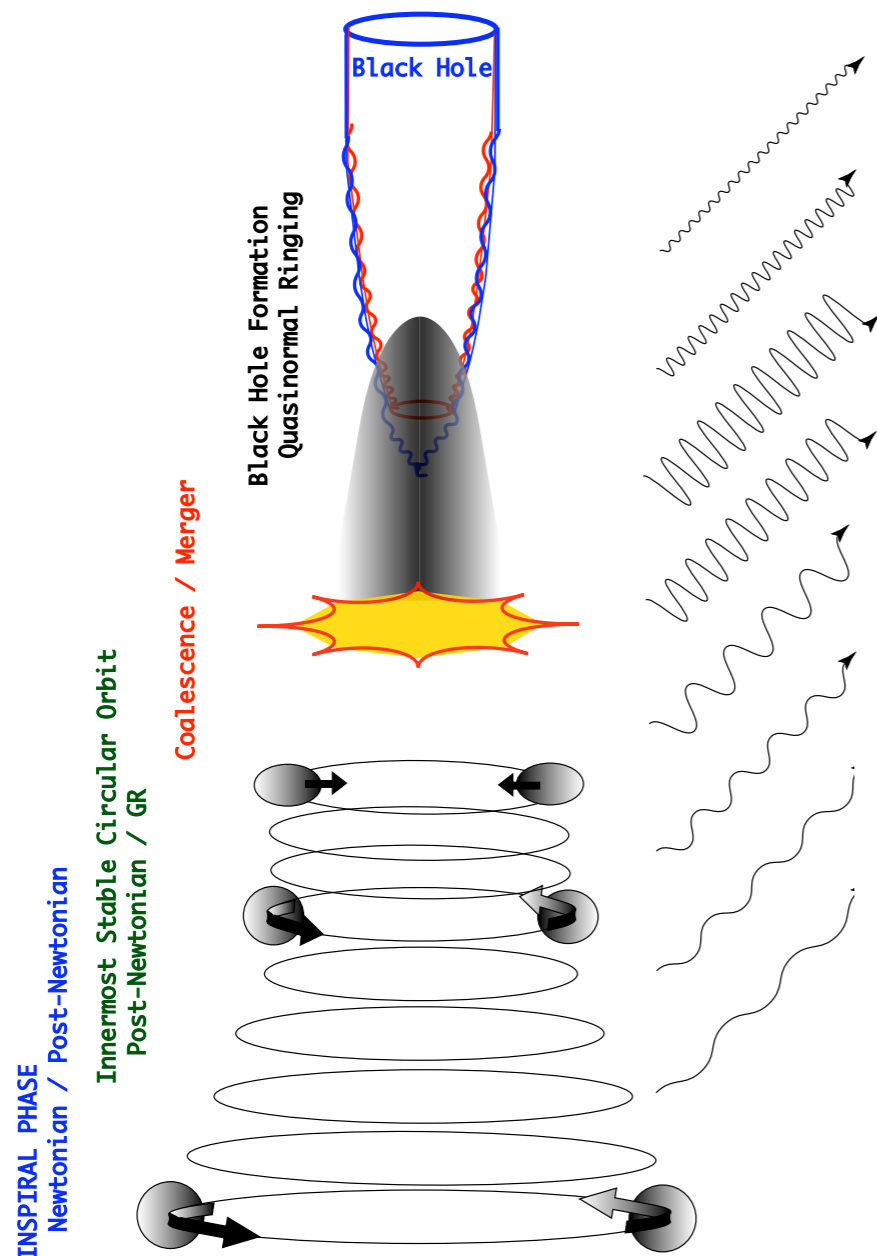 Black Hole
Black Hole Formation
Quasinormal Ringing
Coalescence / Merger
Innermost Stable Circular Orbit
Post-Newtonian / GR
INSPIRAL PHASE
Newtonian / Post-Newtonian